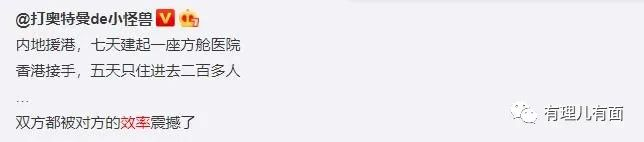 @打奥特曼de小怪兽
内地援港，七天建起一座方舱医院
香港接手，五天只住进去二百多人
...
双方都被对方的效率震撼了
有理儿有面